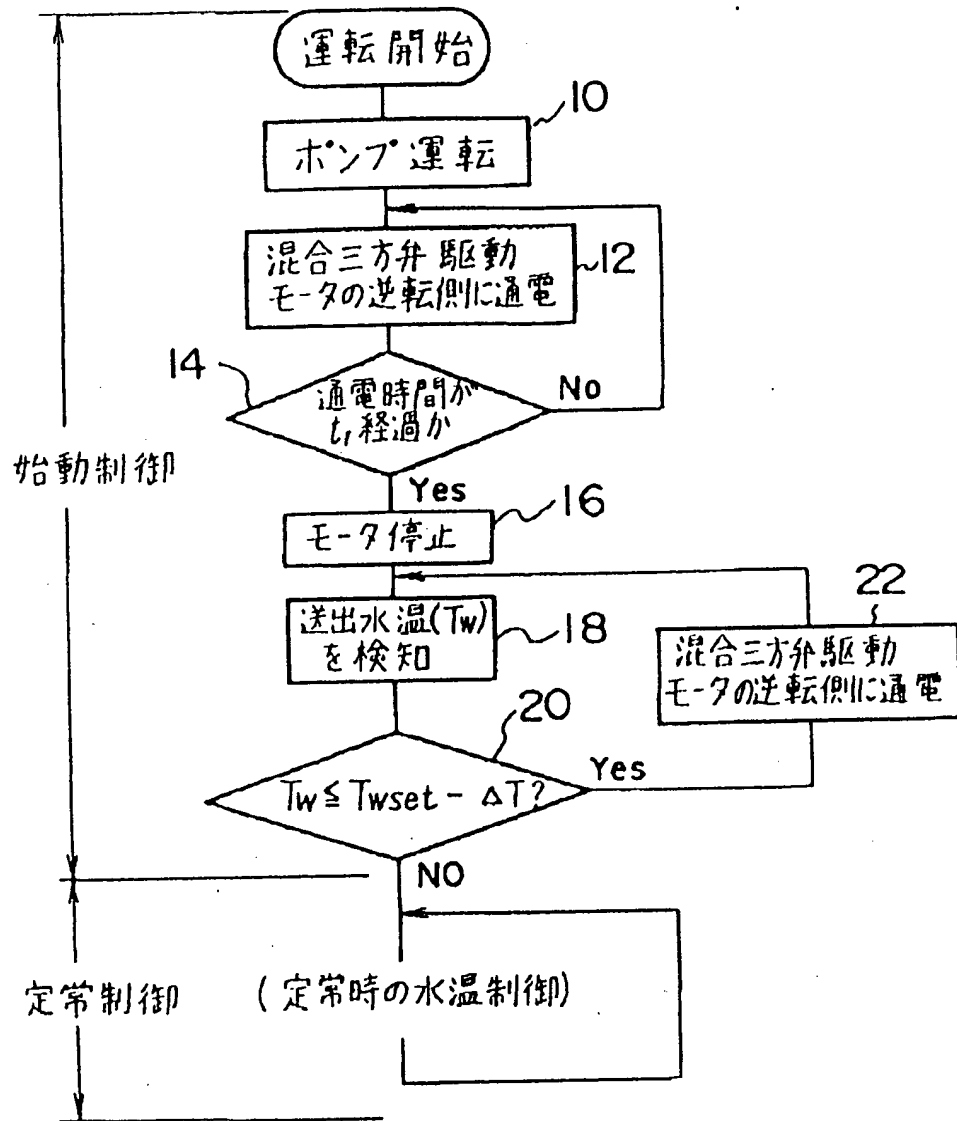 運転開始
10
ポンプ運転
混合三方弁駆動
モータの逆転側に通電
12
14
通電時間が
t₁経過か
No
Yes
始動制御
16
モータ停止
22
送出水温(Tw)
を検知
18
混合三方弁駆動
モータの逆転側に通電
20
Tw≦Twset-ΔT?
Yes
NO
定常制御
(定常時の水温制御)